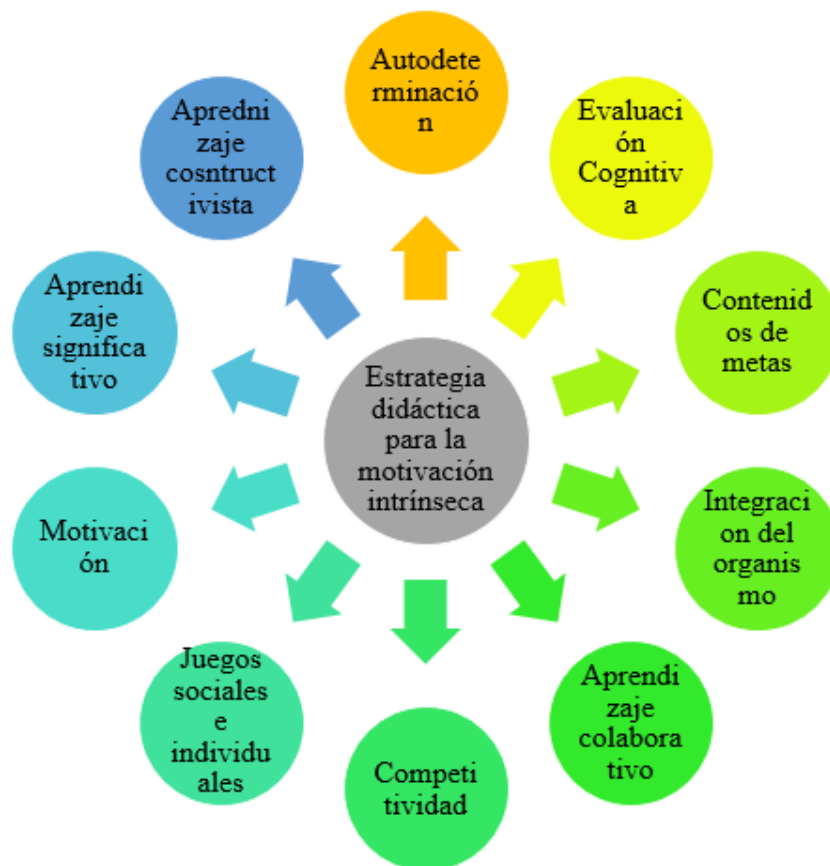 Autodete
rminació
n
Evaluaci
ón
Cognitiv
a
Contenid
os de
metas
Integraci
on del
organis
mo
Aprendi
zaje
colabora
tivo
Competi
tividad
Juegos
sociales
e
individu
ales
Motivaci
ón
Aprendi
zaje
significa
tivo
Apredni
zaje
cosntruct
ivista
Estrategia
didáctica
para la
motivación
intrínseca